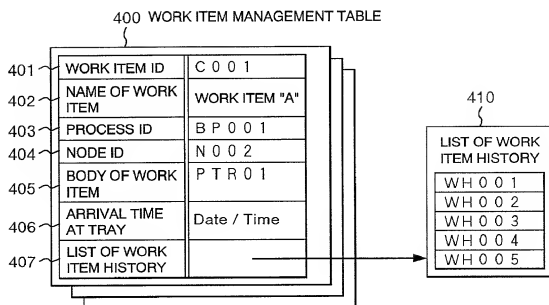 400 WORK ITEM MANAGEMENT TABLE
401 WORK ITEM ID C001
402 NAME OF WORK ITEM WORK ITEM "A"
403 PROCESS ID BP001
404 NODE ID N002
405 BODY OF WORK ITEM PTR01
406 ARRIVAL TIME AT TRAY Date / Time
407 LIST OF WORK ITEM HISTORY
410
LIST OF WORK
ITEM HISTORY
WH001
WH002
WH003
WH004
WH005